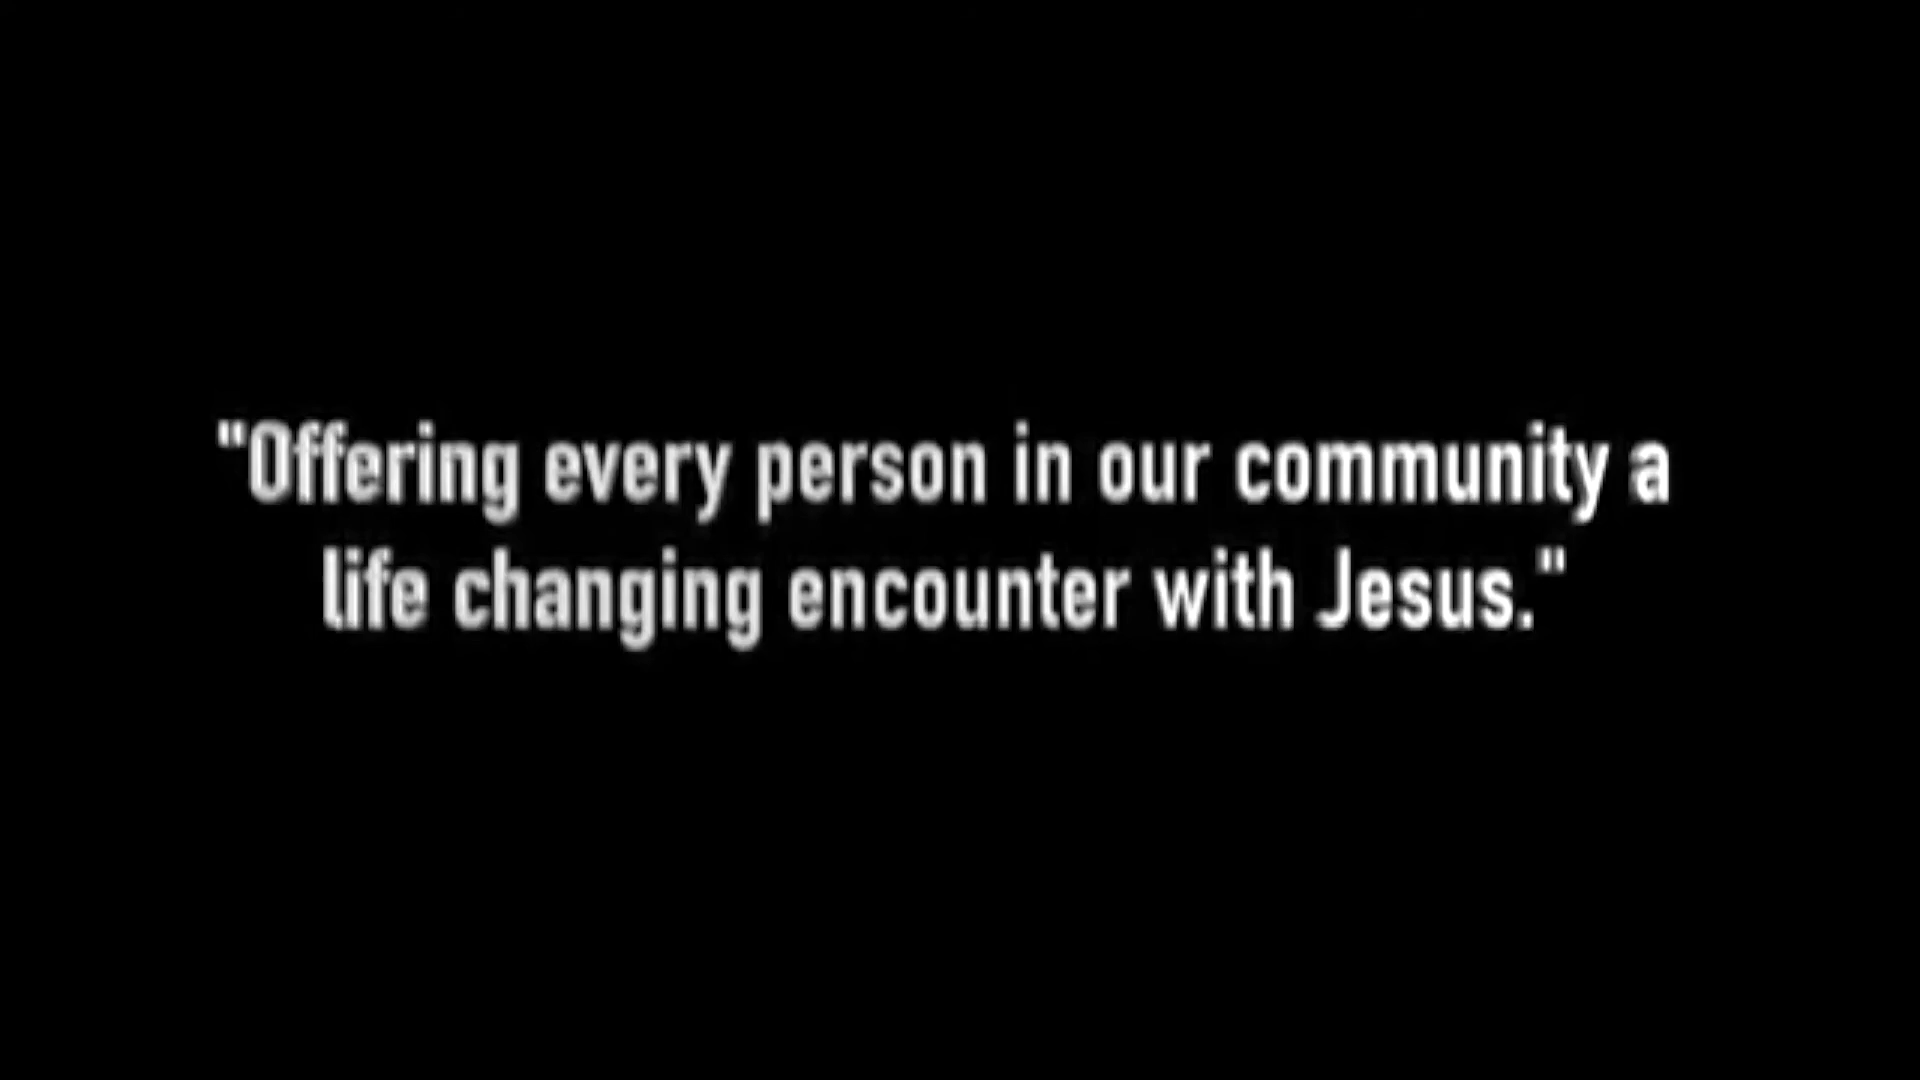 "Offering every person in our community a
life changing encounter with Jesus."